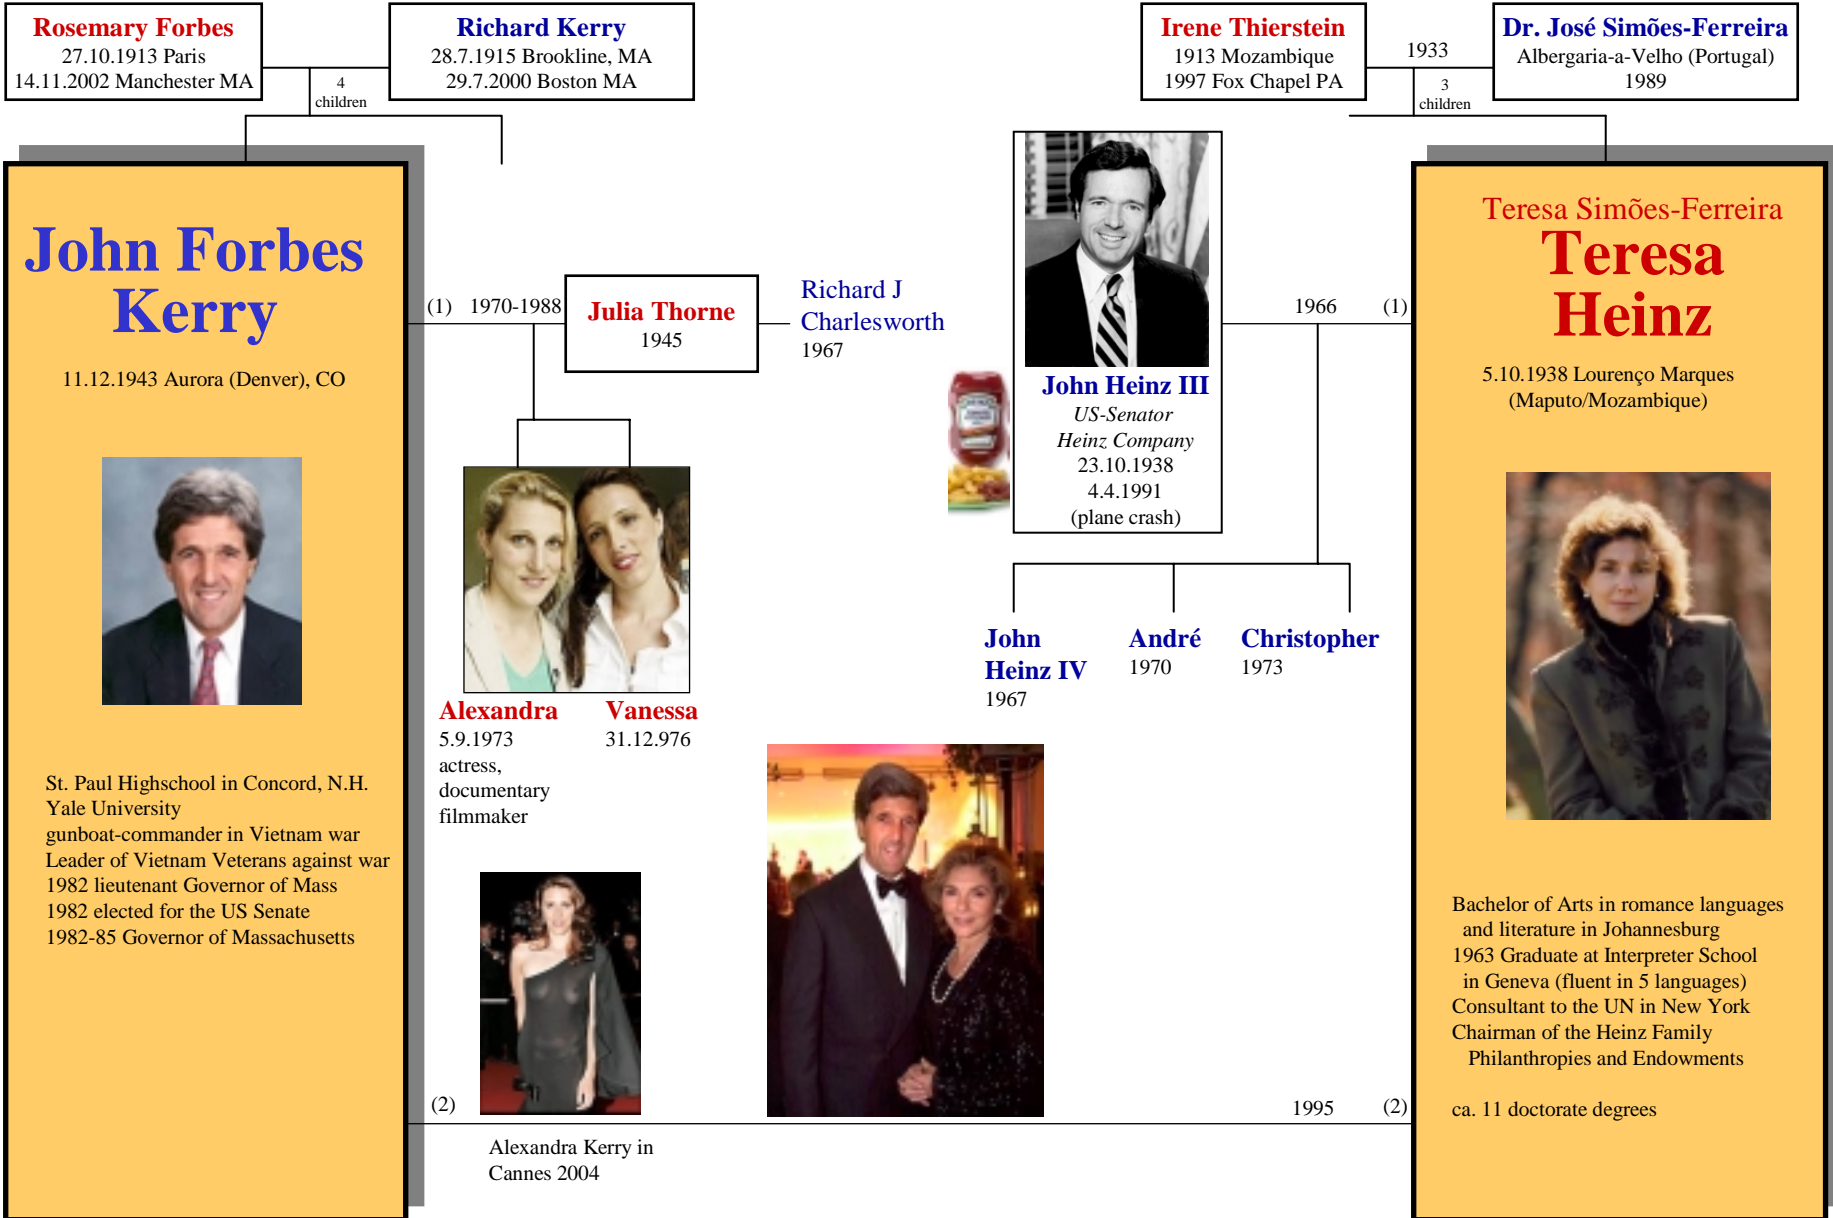 Rosemary Forbes
27.10.1913 Paris
14.11.2002 Manchester MA
4
children
Richard Kerry
28.7.1915 Brookline, MA
29.7.2000 Boston MA
Irene Thierstein
1913 Mozambique
1997 Fox Chapel PA
1933
3
children
Dr. José Simões-Ferreira
Albergaria-a-Velho (Portugal)
1989
John Forbes
Kerry
11.12.1943 Aurora (Denver), CO
St. Paul Highschool in Concord, N.H.
Yale University
gunboat-commander in Vietnam war
Leader of Vietnam Veterans against war
1982 lieutenant Governor of Mass
1982 elected for the US Senate
1982-85 Governor of Massachusetts
(1) 1970-1988
Julia Thorne
1945
Richard J
Charlesworth
1967
Alexandra
5.9.1973
actress,
documentary
filmmaker
Vanessa
31.12.976
John Heinz III
US-Senator
Heinz Company
23.10.1938
4.4.1991
(plane crash)
1966 (1)
John
Heinz IV
1967
André
1970
Christopher
1973
Teresa Simões-Ferreira
Teresa
Heinz
5.10.1938 Lourenço Marques
(Maputo/Mozambique)
Bachelor of Arts in romance languages
and literature in Johannesburg
1963 Graduate at Interpreter School
in Geneva (fluent in 5 languages)
Consultant to the UN in New York
Chairman of the Heinz Family
Philanthropies and Endowments
ca. 11 doctorate degrees
(2)
1995 (2)
Alexandra Kerry in
Cannes 2004